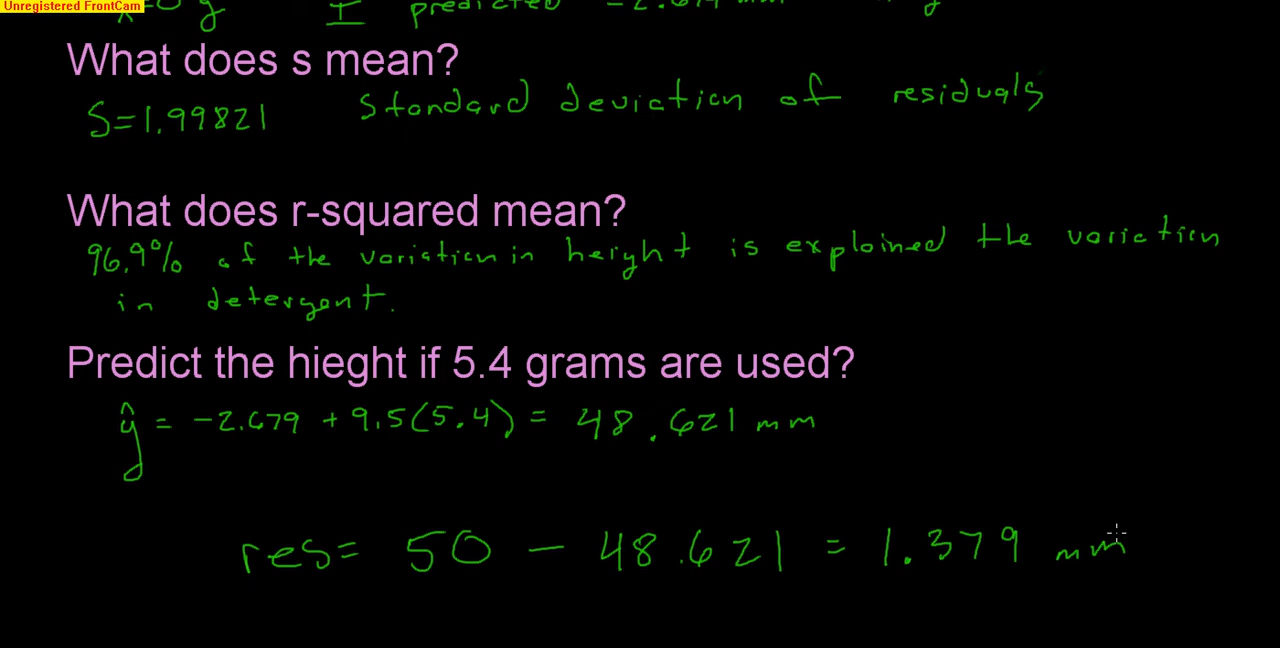 Unregistered FrontCam
predicted
What does s mean?
S=1.99821 Standard deviation of residuals
What does r-squared mean?
96.9% of the variation in height is explained the variation
in detergent.
Predict the hieght if 5.4 grams are used?
ŷ = -2.679 + 9.5(5.4) = 48.621 mm
res= 50 - 48.621 = 1.379 mm